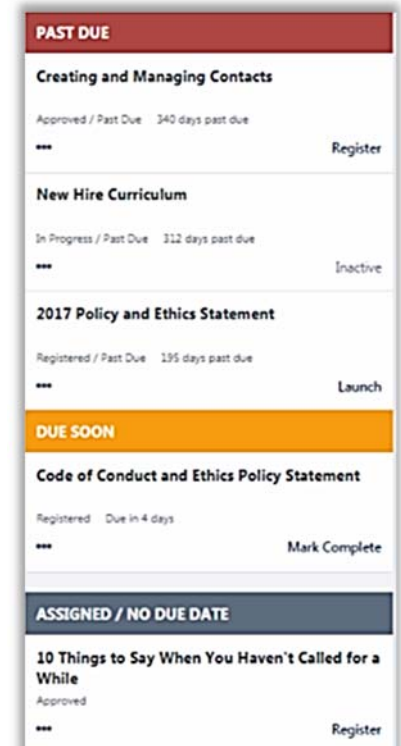 PAST DUE
Creating and Managing Contacts
Approved / Past Due 340 days past due
••• Register
New Hire Curriculum
In Progress / Past Due 312 days past due
••• Inactive
2017 Policy and Ethics Statement
Registered / Past Due 195 days past due
••• Launch
DUE SOON
Code of Conduct and Ethics Policy Statement
Registered Due in 4 days
••• Mark Complete
ASSIGNED / NO DUE DATE
10 Things to Say When You Haven't Called for a
While
Approved
••• Register